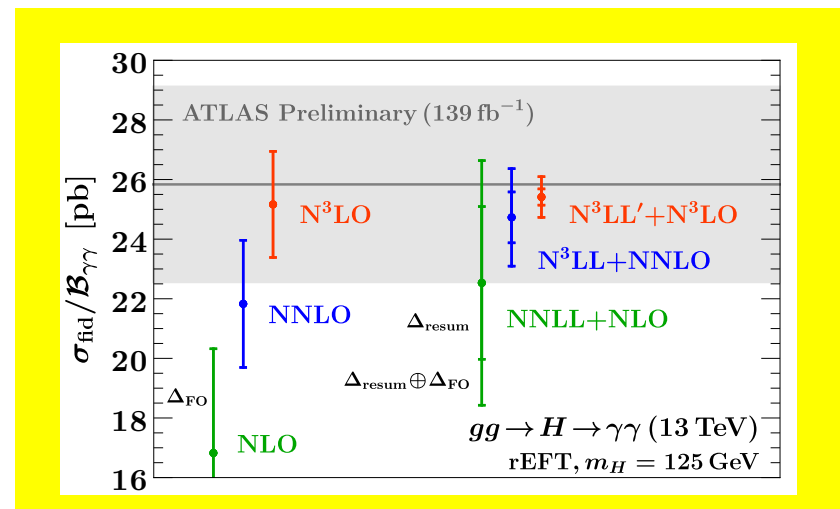 30
28
26
24
22
20
18
16
σfid/𝓑γγ [pb]
ATLAS Preliminary (139 fb⁻¹)
N³LO
N³LL′+N³LO
N³LL+NNLO
NNLO
NNLL+NLO
Δresum
Δresum⊕ΔFO
ΔFO
NLO
gg→H→γγ (13 TeV)
rEFT, mH = 125 GeV